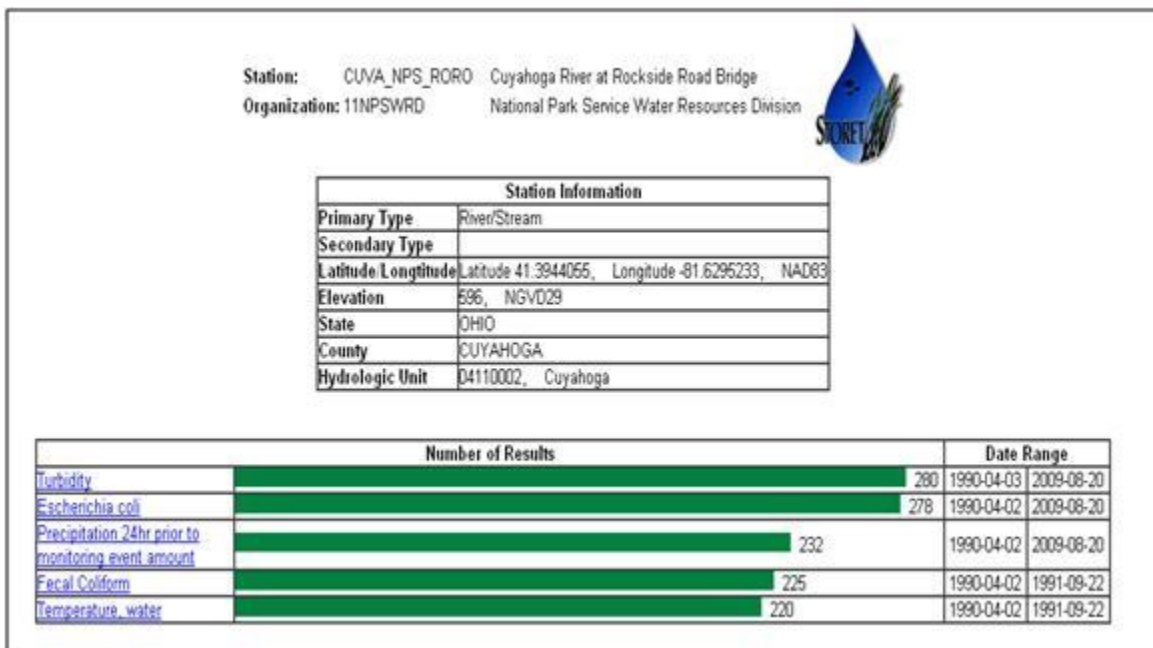 Station: CUVA_NPS_RORO Cuyahoga River at Rockside Road Bridge
Organization: 11NPSWRD National Park Service Water Resources Division
STORET
Station Information
Primary Type River/Stream
Secondary Type
Latitude/Longtitude Latitude 41.3944055, Longitude -81.6295233, NAD83
Elevation 596, NGVD29
State OHIO
County CUYAHOGA
Hydrologic Unit 04110002, Cuyahoga
Number of Results Date Range
Turbidity 280 1990-04-03 2009-08-20
Escherichia coli 278 1990-04-02 2009-08-20
Precipitation 24hr prior to
monitoring event amount 232 1990-04-02 2009-08-20
Fecal Coliform 225 1990-04-02 1991-09-22
Temperature, water 220 1990-04-02 1991-09-22